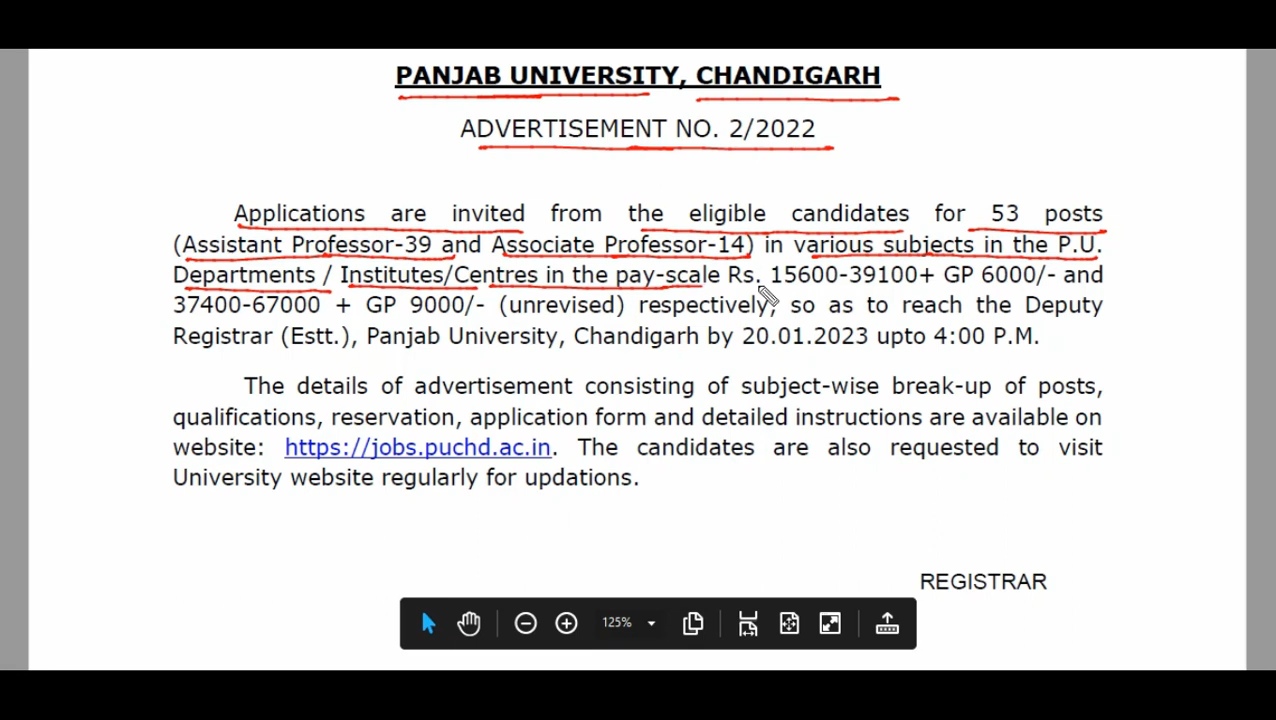 PANJAB UNIVERSITY, CHANDIGARH
ADVERTISEMENT NO. 2/2022
Applications are invited from the eligible candidates for 53 posts
(Assistant Professor-39 and Associate Professor-14) in various subjects in the P.U.
Departments / Institutes/Centres in the pay-scale Rs. 15600-39100+ GP 6000/- and
37400-67000 + GP 9000/- (unrevised) respectively, so as to reach the Deputy
Registrar (Estt.), Panjab University, Chandigarh by 20.01.2023 upto 4:00 P.M.
The details of advertisement consisting of subject-wise break-up of posts,
qualifications, reservation, application form and detailed instructions are available on
website: https://jobs.puchd.ac.in. The candidates are also requested to visit
University website regularly for updations.
REGISTRAR
125%